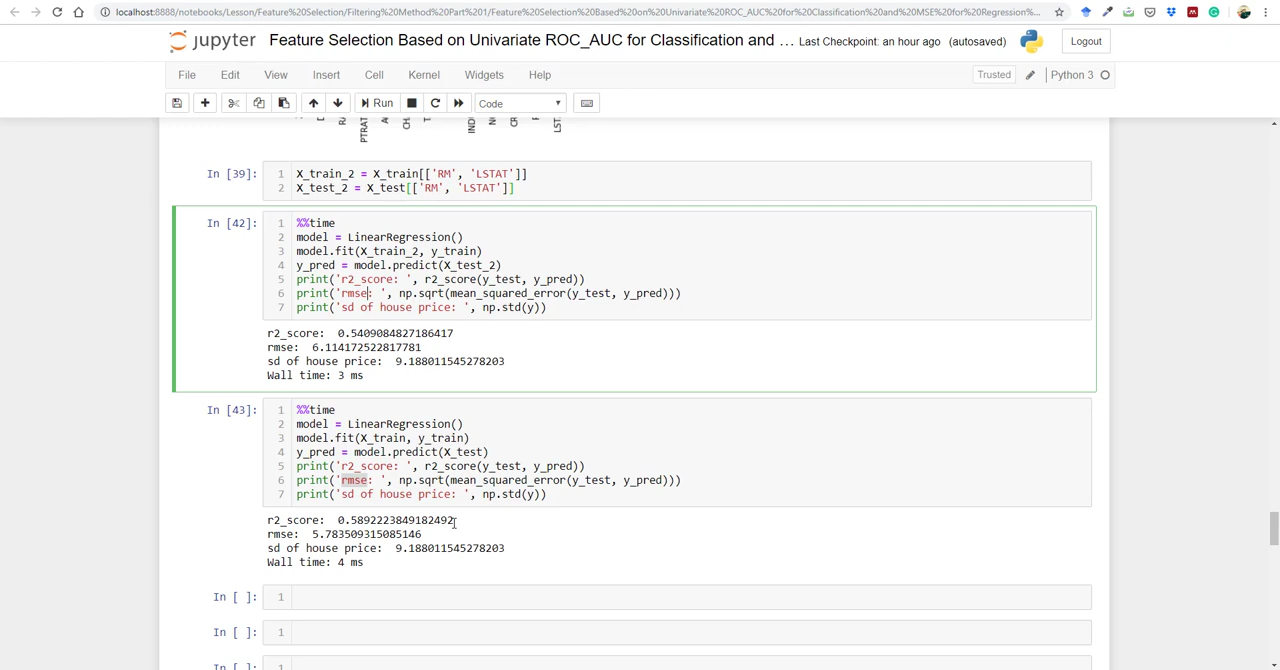 localhost:8888/notebooks/Lesson/Feature%20Selection/Filtering%20Method%20Part%201/Feature%20Selection%20Based%20on%20Univariate%20ROC_AUC%20for%20Classification%20and%20MSE%20for%20Regression%...
jupyter Feature Selection Based on Univariate ROC_AUC for Classification and ... Last Checkpoint: an hour ago (autosaved) Logout
File Edit View Insert Cell Kernel Widgets Help Trusted Python 3
Run Code
PTRAT
IND
LST
In [39]: 1 X_train_2 = X_train[['RM', 'LSTAT']]
2 X_test_2 = X_test[['RM', 'LSTAT']]
In [42]: 1 %%time
2 model = LinearRegression()
3 model.fit(X_train_2, y_train)
4 y_pred = model.predict(X_test_2)
5 print('r2_score: ', r2_score(y_test, y_pred))
6 print('rmse: ', np.sqrt(mean_squared_error(y_test, y_pred)))
7 print('sd of house price: ', np.std(y))
r2_score:  0.5409084827186417
rmse:  6.114172522817781
sd of house price:  9.188011545278203
Wall time: 3 ms
In [43]: 1 %%time
2 model = LinearRegression()
3 model.fit(X_train, y_train)
4 y_pred = model.predict(X_test)
5 print('r2_score: ', r2_score(y_test, y_pred))
6 print('rmse: ', np.sqrt(mean_squared_error(y_test, y_pred)))
7 print('sd of house price: ', np.std(y))
r2_score:  0.5892223849182492
rmse:  5.783509315085146
sd of house price:  9.188011545278203
Wall time: 4 ms
In [ ]: 1
In [ ]: 1
In [ ]: 1